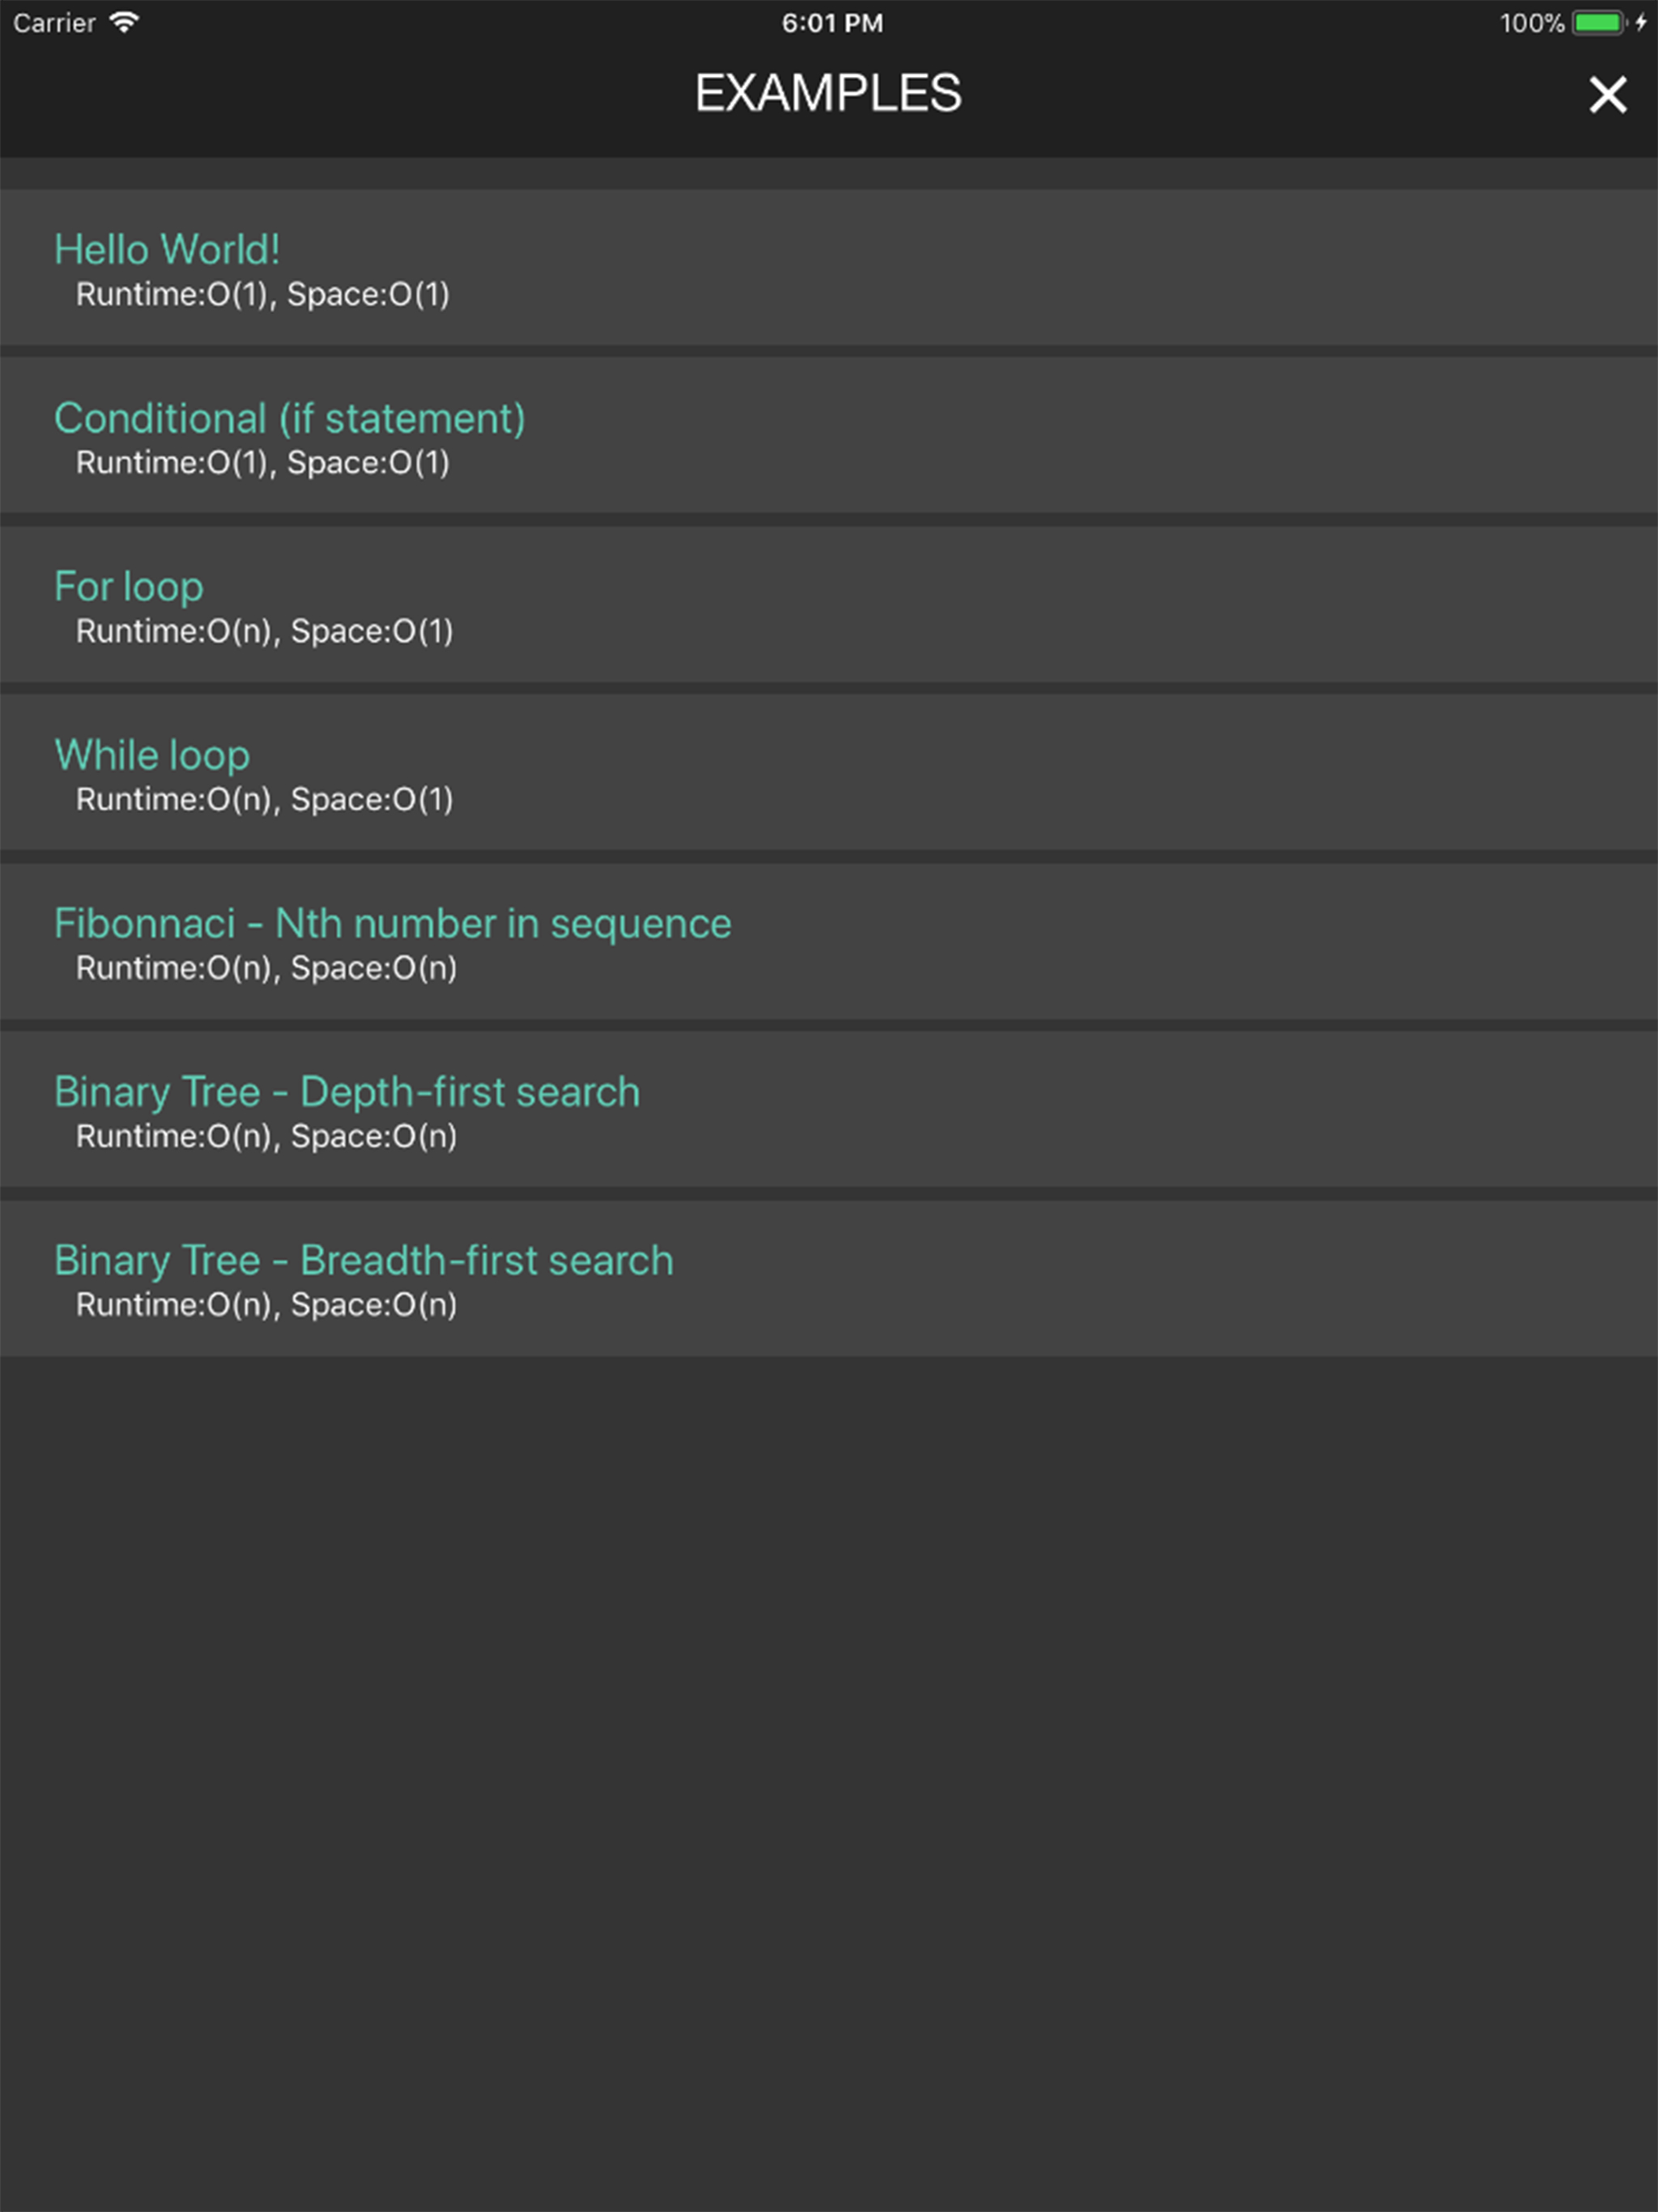 Carrier
6:01 PM
100%
EXAMPLES
Hello World!
Runtime:O(1), Space:O(1)
Conditional (if statement)
Runtime:O(1), Space:O(1)
For loop
Runtime:O(n), Space:O(1)
While loop
Runtime:O(n), Space:O(1)
Fibonnaci - Nth number in sequence
Runtime:O(n), Space:O(n)
Binary Tree - Depth-first search
Runtime:O(n), Space:O(n)
Binary Tree - Breadth-first search
Runtime:O(n), Space:O(n)